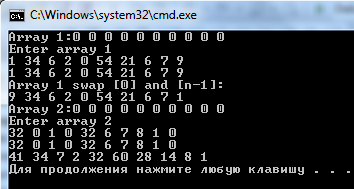 C:\Windows\system32\cmd.exe
Array 1:0 0 0 0 0 0 0 0 0 0
Enter array 1
1 34 6 2 0 54 21 6 7 9
1 34 6 2 0 54 21 6 7 9
Array 1 swap [0] and [n-1]:
9 34 6 2 0 54 21 6 7 1
Array 2:0 0 0 0 0 0 0 0 0 0
Enter array 2
32 0 1 0 32 6 7 8 1 0
32 0 1 0 32 6 7 8 1 0
41 34 7 2 32 60 28 14 8 1
Для продолжения нажмите любую клавишу . . .